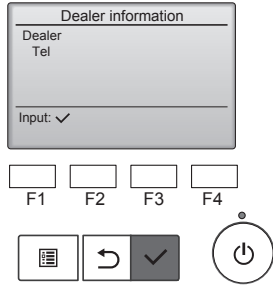 Dealer information
Dealer
Tel
Input: ✓
F1 F2 F3 F4